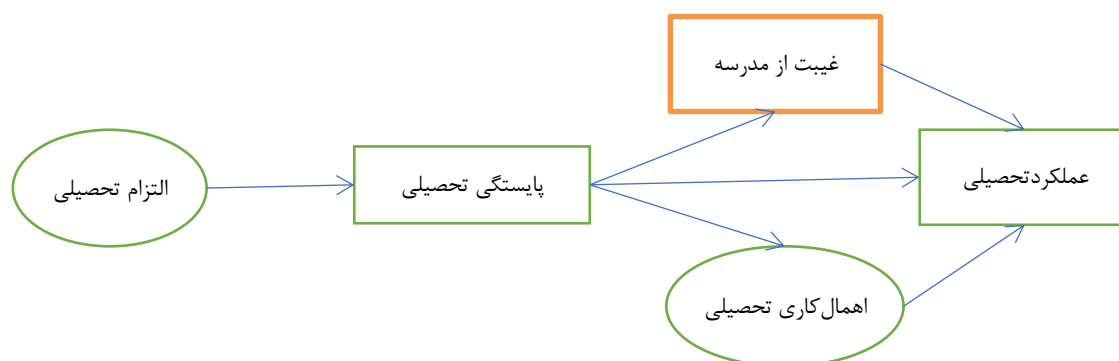 غیبت از مدرسه
التزام تحصیلی
پایستگی تحصیلی
عملکردتحصیلی
اهمال‌کاری تحصیلی